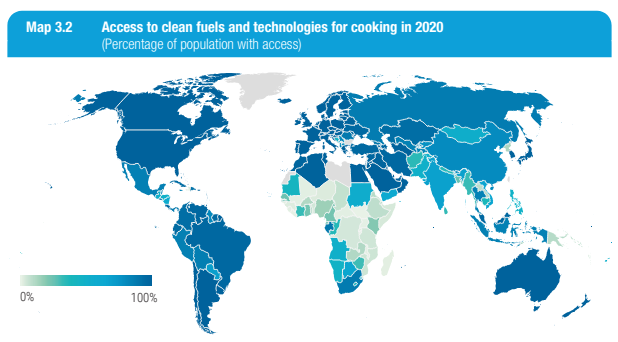 Map 3.2 Access to clean fuels and technologies for cooking in 2020
(Percentage of population with access)
0% 100%